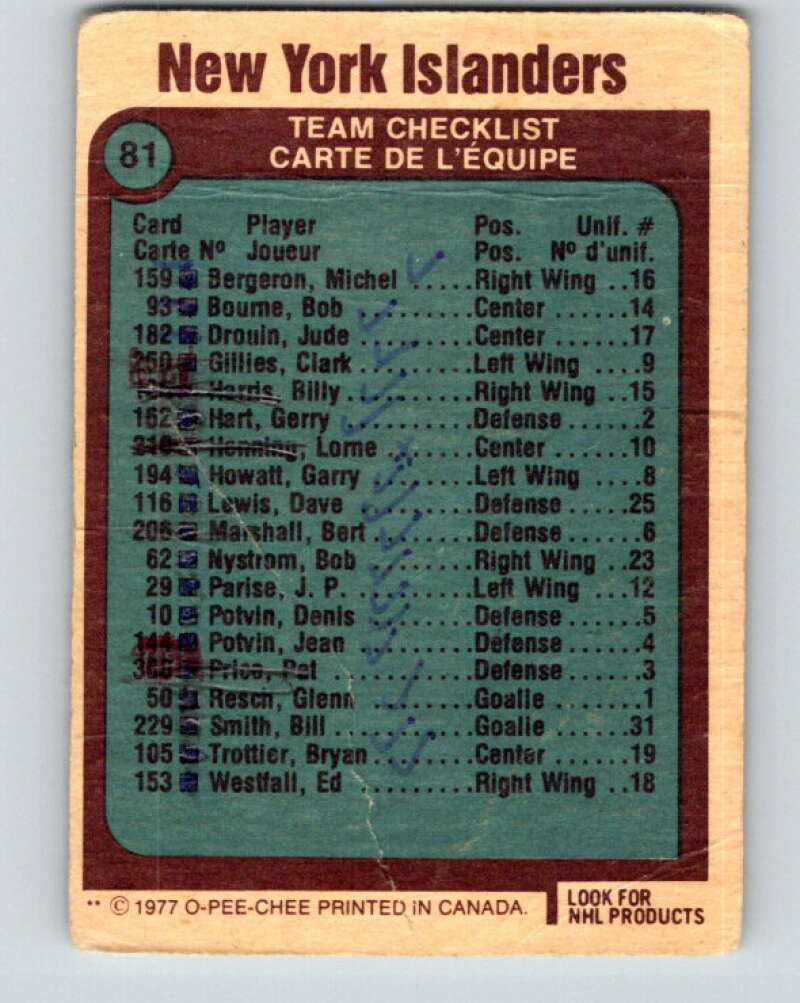 New York Islanders
81
TEAM CHECKLIST
CARTE DE L'ÉQUIPE
Card Player Pos. Unif. #
Carte Nº Joueur Pos. Nº d'unif.
159 Bergeron, Michel .....Right Wing ..16
93 Bourne, Bob .........Center ......14
182 Drouin, Jude .........Center ......17
250 Gillies, Clark .........Left Wing ....9
Harris, Billy .........Right Wing ..15
162 Hart, Gerry .........Defense ......2
216 Henning, Lorne .......Center ......10
194 Howatt, Garry .......Left Wing ....8
116 Lewis, Dave .........Defense .....25
206 Marshall, Bert .......Defense ......6
62 Nystrom, Bob .......Right Wing ..23
29 Parise, J. P. .........Left Wing ...12
10 Potvin, Denis ........Defense ......5
144 Potvin, Jean .........Defense ......4
Price, Pat ...........Defense ......3
50 Resch, Glenn ........Goalie .......1
229 Smith, Bill ...........Goalie ......31
105 Trottier, Bryan .......Center ......19
153 Westfall, Ed .........Right Wing ..18
** © 1977 O-PEE-CHEE PRINTED IN CANADA.
LOOK FOR
NHL PRODUCTS